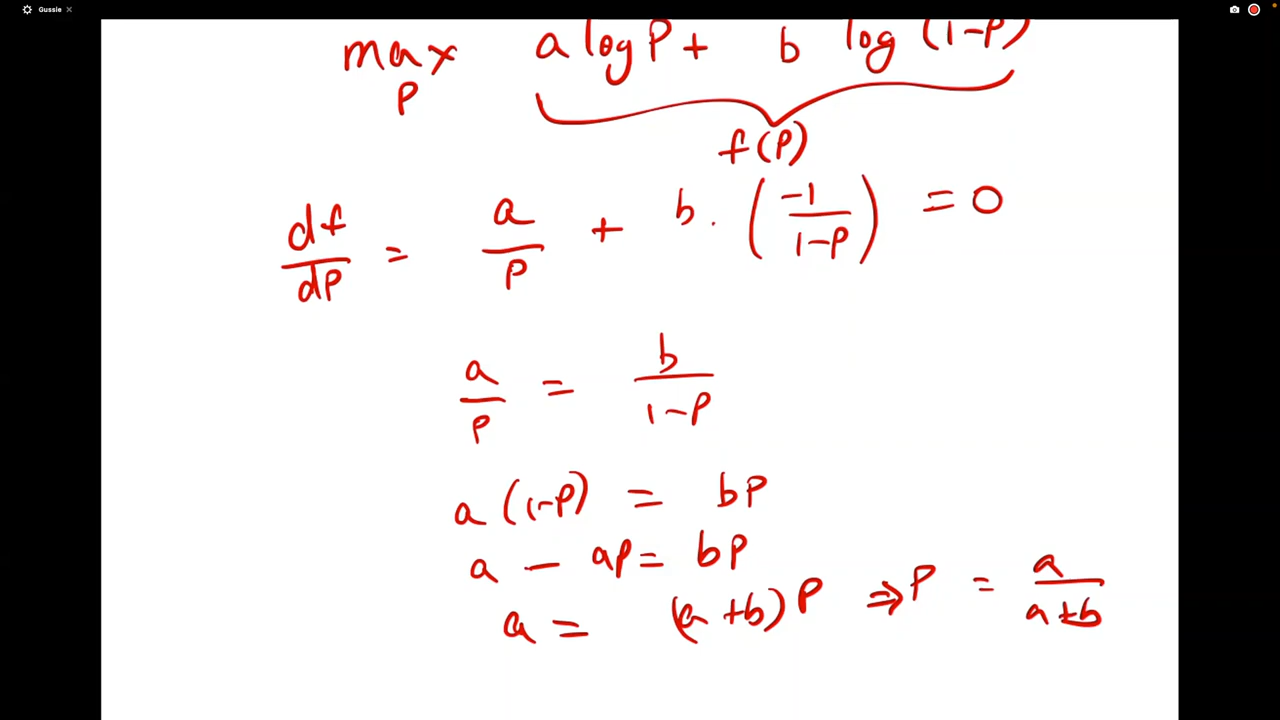 Gussie
max a log P + b log (1-P)
P
f(P)
df/dP = a/P + b · (-1/1-P) = 0
a/P = b/1-P
a (1-P) = bP
a - aP = bP
a = (a+b) P ⇒ P = a/a+b